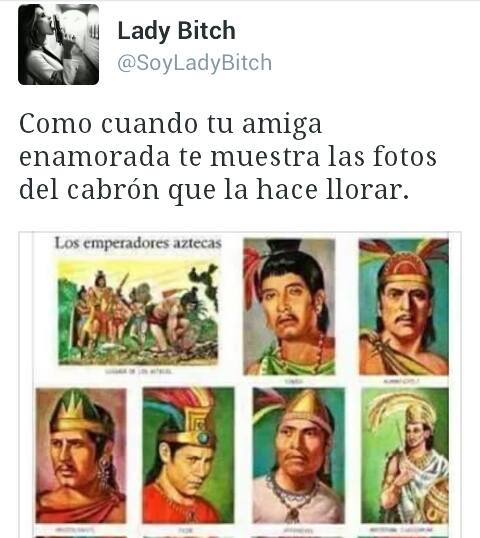 Lady Bitch
@SoyLadyBitch
Como cuando tu amiga
enamorada te muestra las fotos
del cabrón que la hace llorar.
Los emperadores aztecas